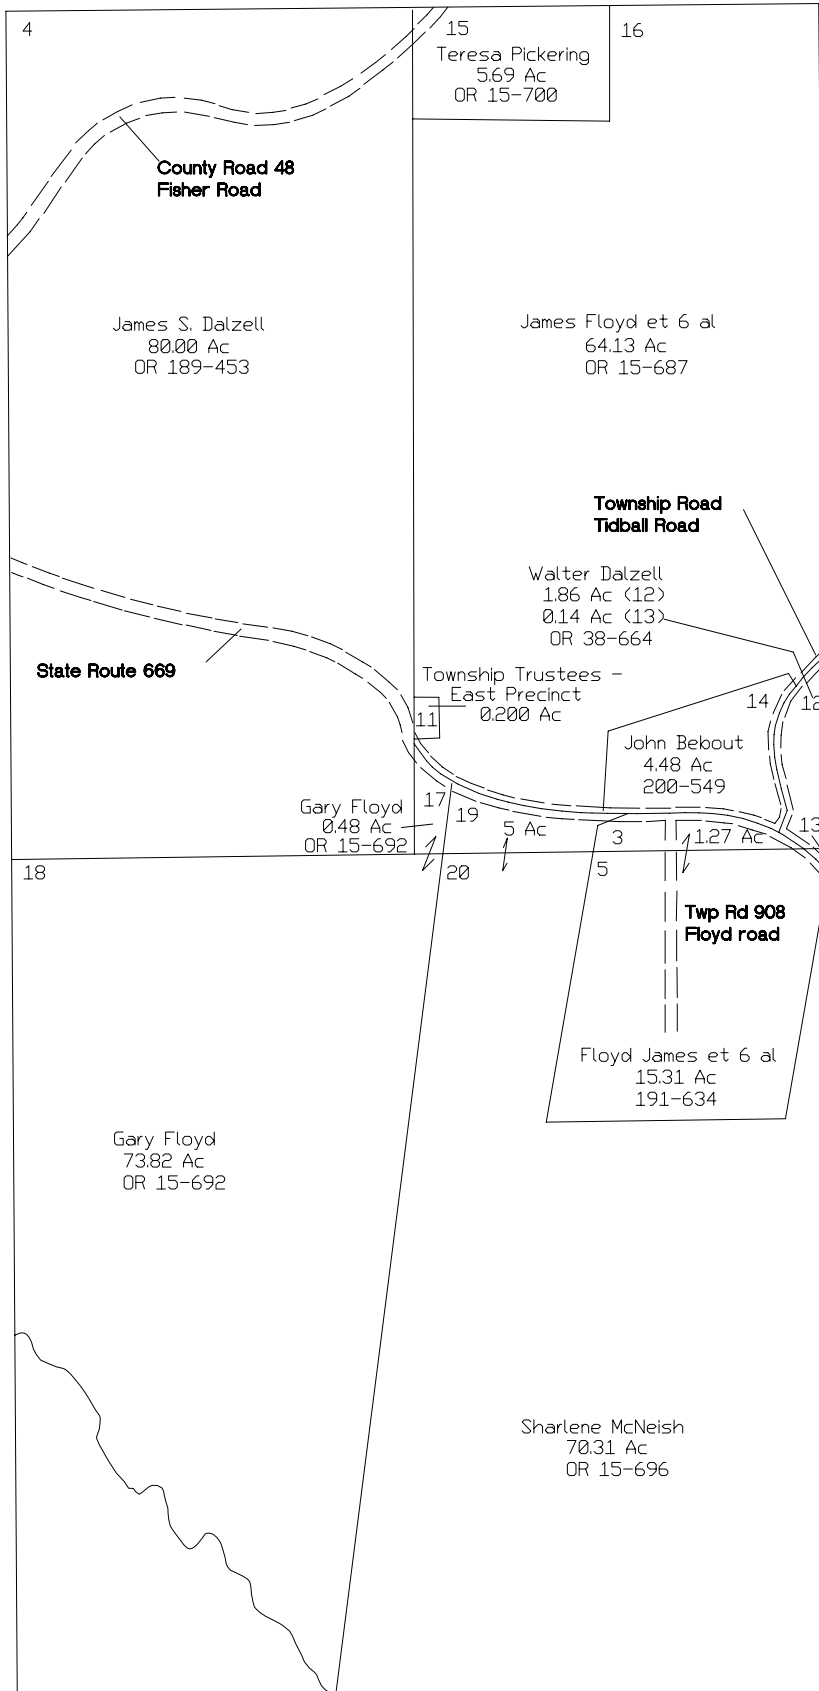 4
15
16
Teresa Pickering
5.69 Ac
OR 15-700
County Road 48
Fisher Road
James S. Dalzell
80.00 Ac
OR 189-453
James Floyd et 6 al
64.13 Ac
OR 15-687
Township Road
Tidball Road
Walter Dalzell
1.86 Ac (12)
0.14 Ac (13)
OR 38-664
State Route 669
Township Trustees -
East Precinct
0.200 Ac
11
14
12
John Bebout
4.48 Ac
200-549
Gary Floyd
0.48 Ac
OR 15-692
17
19
5 Ac
3
1.27 Ac
13
18
20
5
Twp Rd 908
Floyd road
Floyd James et 6 al
15.31 Ac
191-634
Gary Floyd
73.82 Ac
OR 15-692
Sharlene McNeish
70.31 Ac
OR 15-696